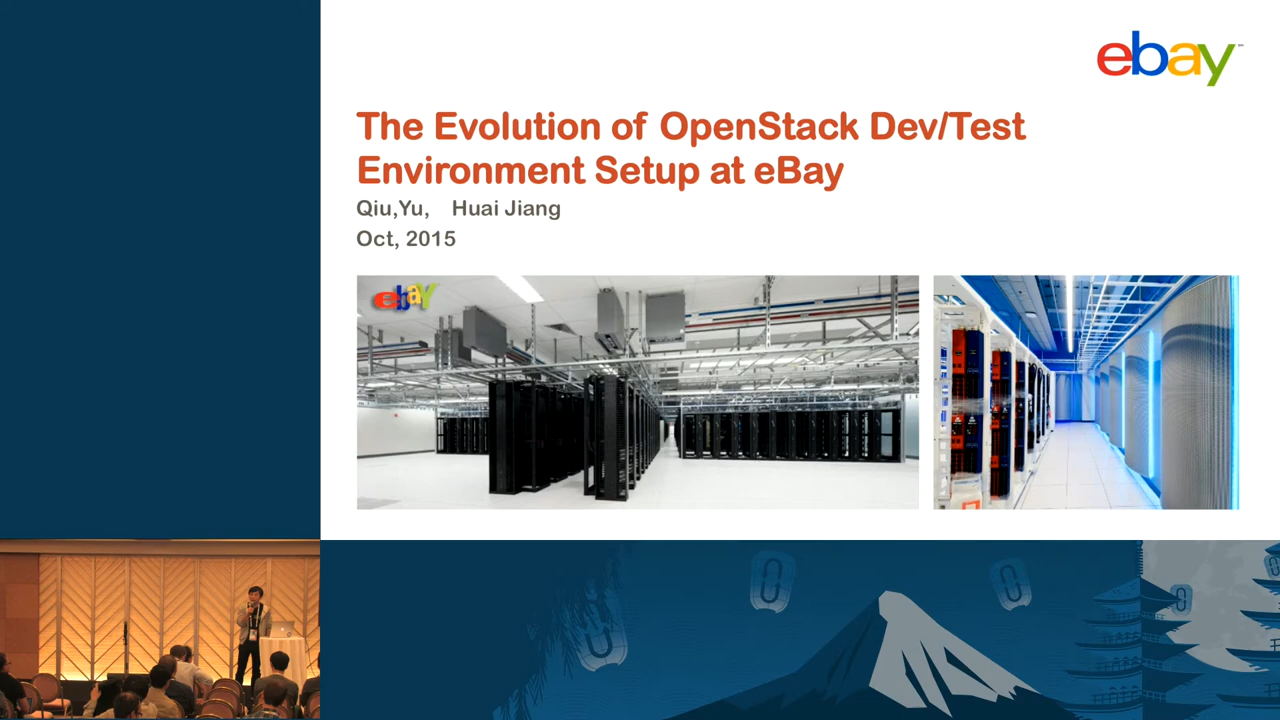 ebay
The Evolution of OpenStack Dev/Test
Environment Setup at eBay
Qiu,Yu, Huai Jiang
Oct, 2015
ebay